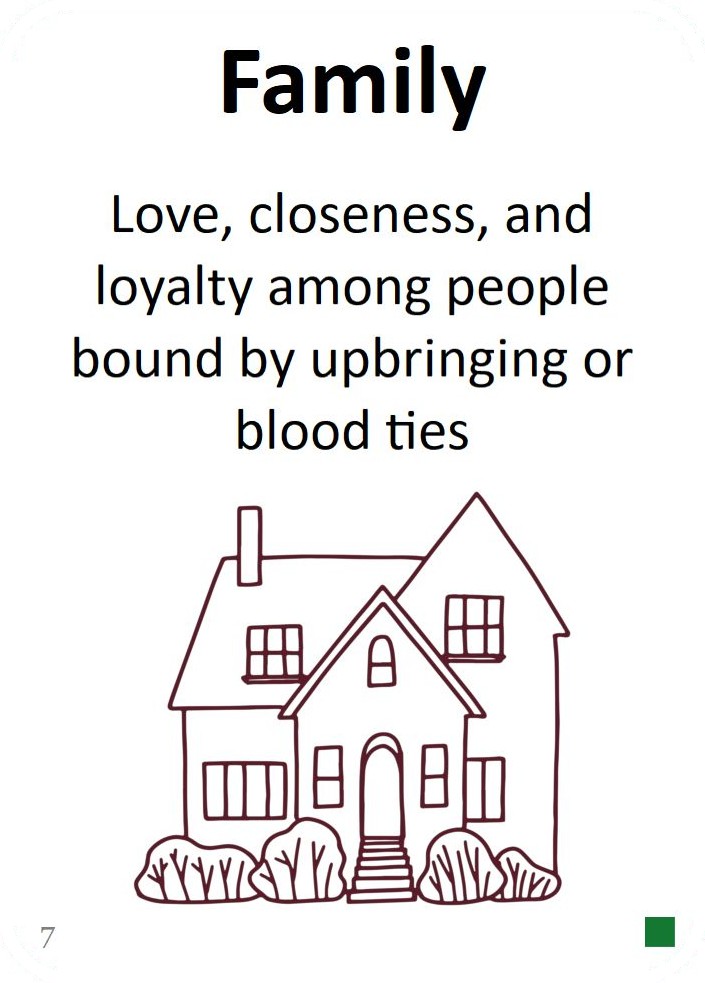 Family
Love, closeness, and
loyalty among people
bound by upbringing or
blood ties
7